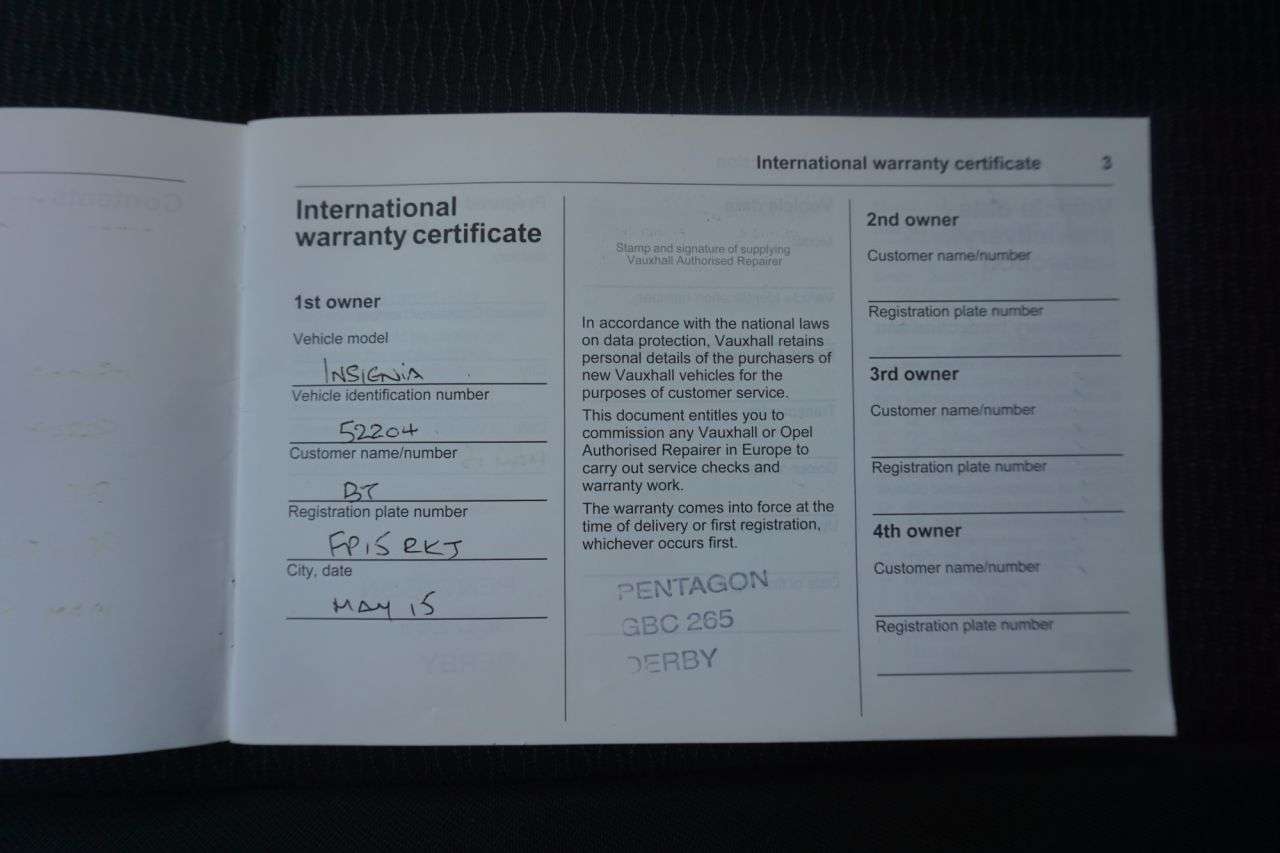 International warranty certificate 3
International
warranty certificate
1st owner
Vehicle model
INSIGNIA
Vehicle identification number
52204
Customer name/number
BT
Registration plate number
FP15 RKJ
City, date
MAY 15
Stamp and signature of supplying
Vauxhall Authorised Repairer
In accordance with the national laws
on data protection, Vauxhall retains
personal details of the purchasers of
new Vauxhall vehicles for the
purposes of customer service.
This document entitles you to
commission any Vauxhall or Opel
Authorised Repairer in Europe to
carry out service checks and
warranty work.
The warranty comes into force at the
time of delivery or first registration,
whichever occurs first.
PENTAGON
GBC 265
DERBY
2nd owner
Customer name/number
Registration plate number
3rd owner
Customer name/number
Registration plate number
4th owner
Customer name/number
Registration plate number